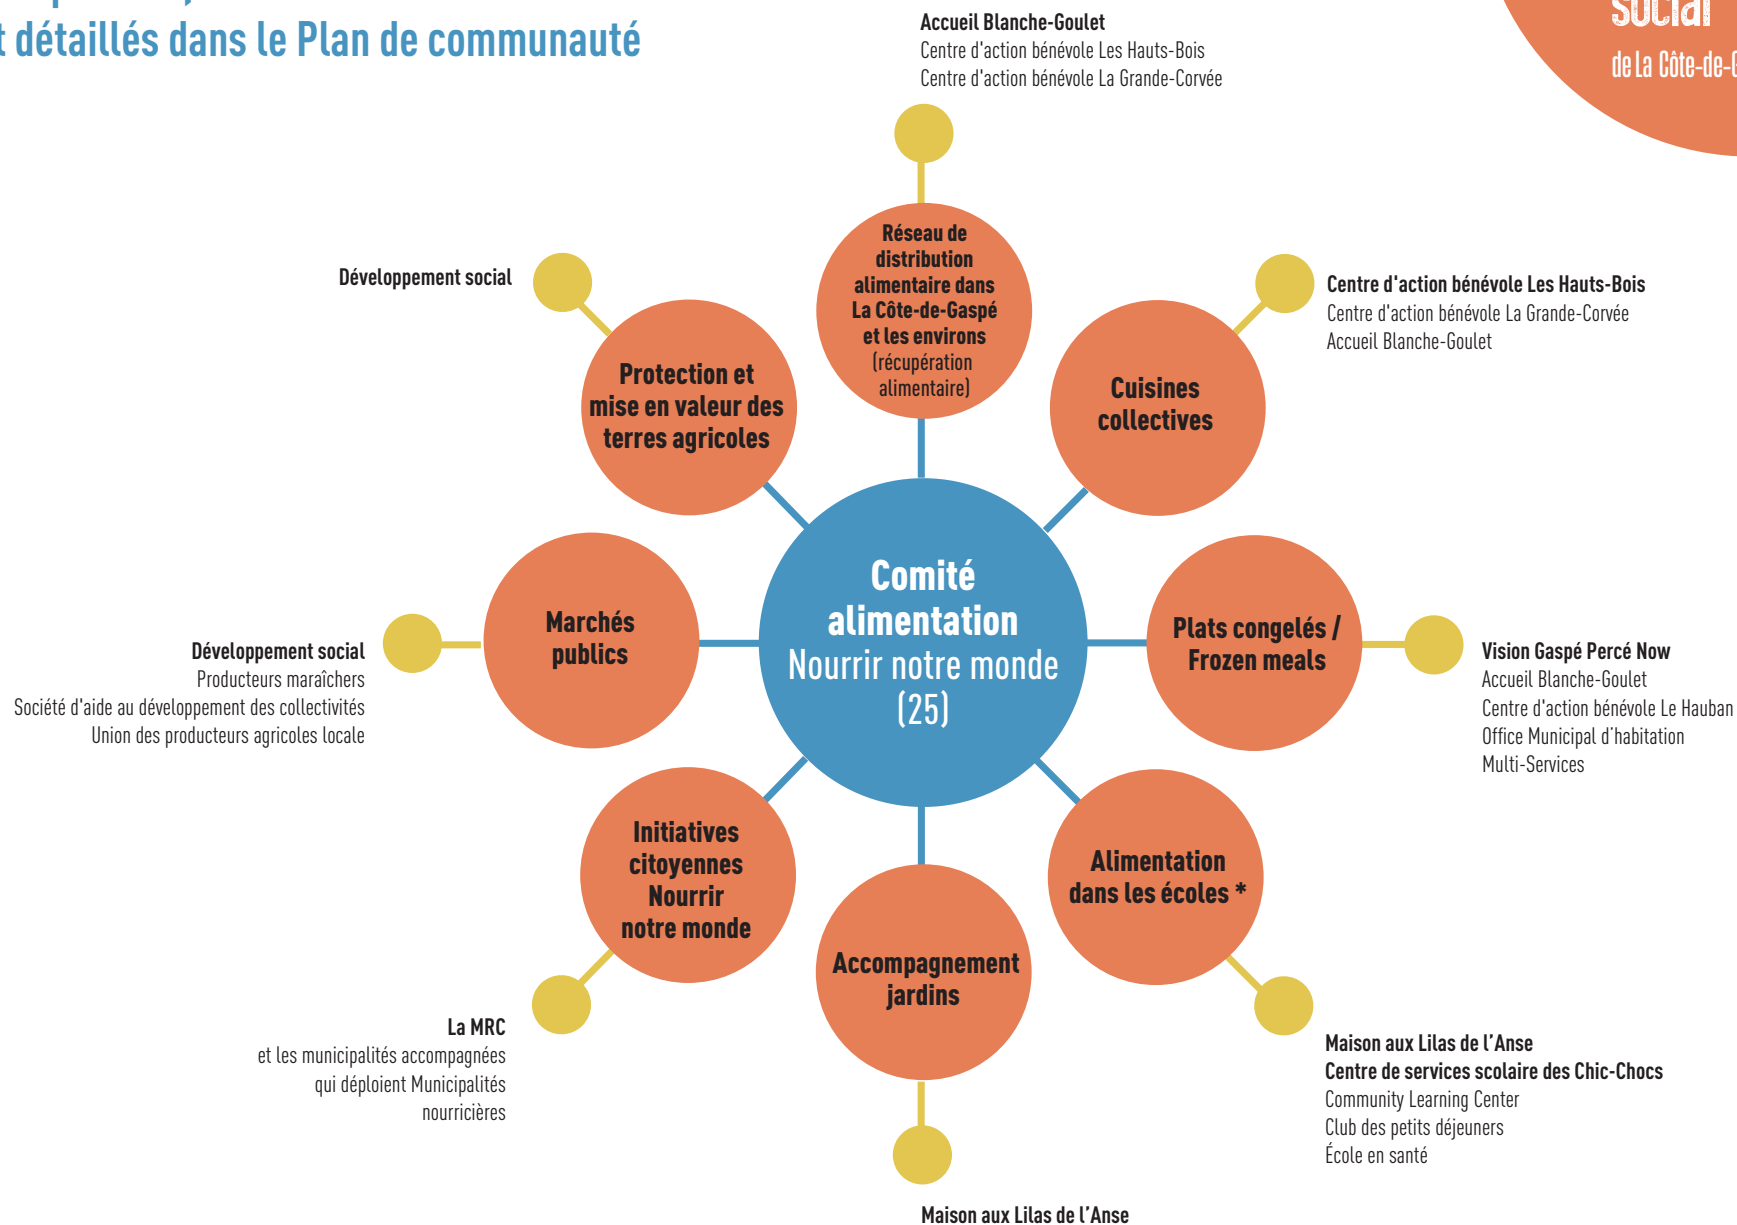 t détaillés dans le Plan de communauté
social
de La Côte-de-G
Accueil Blanche-Goulet
Centre d'action bénévole Les Hauts-Bois
Centre d'action bénévole La Grande-Corvée
Réseau de
distribution
alimentaire dans
La Côte-de-Gaspé
et les environs
(récupération
alimentaire)
Développement social
Protection et
mise en valeur des
terres agricoles
Centre d'action bénévole Les Hauts-Bois
Centre d'action bénévole La Grande-Corvée
Accueil Blanche-Goulet
Cuisines
collectives
Comité
alimentation
Nourrir notre monde
(25)
Marchés
publics
Développement social
Producteurs maraîchers
Société d'aide au développement des collectivités
Union des producteurs agricoles locale
Plats congelés /
Frozen meals
Vision Gaspé Percé Now
Accueil Blanche-Goulet
Centre d'action bénévole Le Hauban
Office Municipal d'habitation
Multi-Services
Initiatives
citoyennes
Nourrir
notre monde
La MRC
et les municipalités accompagnées
qui déploient Municipalités
nourricières
Alimentation
dans les écoles *
Maison aux Lilas de l'Anse
Centre de services scolaire des Chic-Chocs
Community Learning Center
Club des petits déjeuners
École en santé
Accompagnement
jardins
Maison aux Lilas de l'Anse